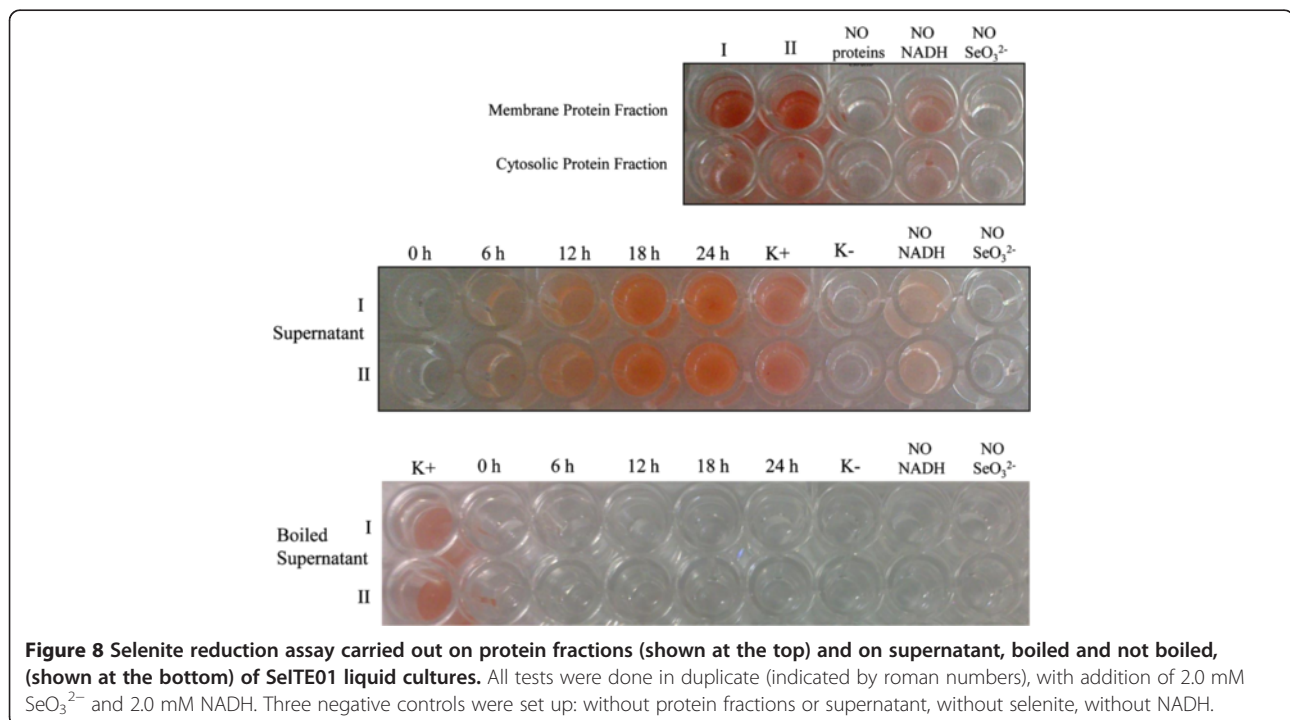 I II NO proteins NO NADH NO SeO₃²⁻
Membrane Protein Fraction
Cytosolic Protein Fraction
0 h 6 h 12 h 18 h 24 h K+ K- NO NADH NO SeO₃²⁻
I
Supernatant
II
K+ 0 h 6 h 12 h 18 h 24 h K- NO NADH NO SeO₃²⁻
I
Boiled Supernatant
II
Figure 8 Selenite reduction assay carried out on protein fractions (shown at the top) and on supernatant, boiled and not boiled,
(shown at the bottom) of SeITE01 liquid cultures. All tests were done in duplicate (indicated by roman numbers), with addition of 2.0 mM
SeO₃²⁻ and 2.0 mM NADH. Three negative controls were set up: without protein fractions or supernatant, without selenite, without NADH.